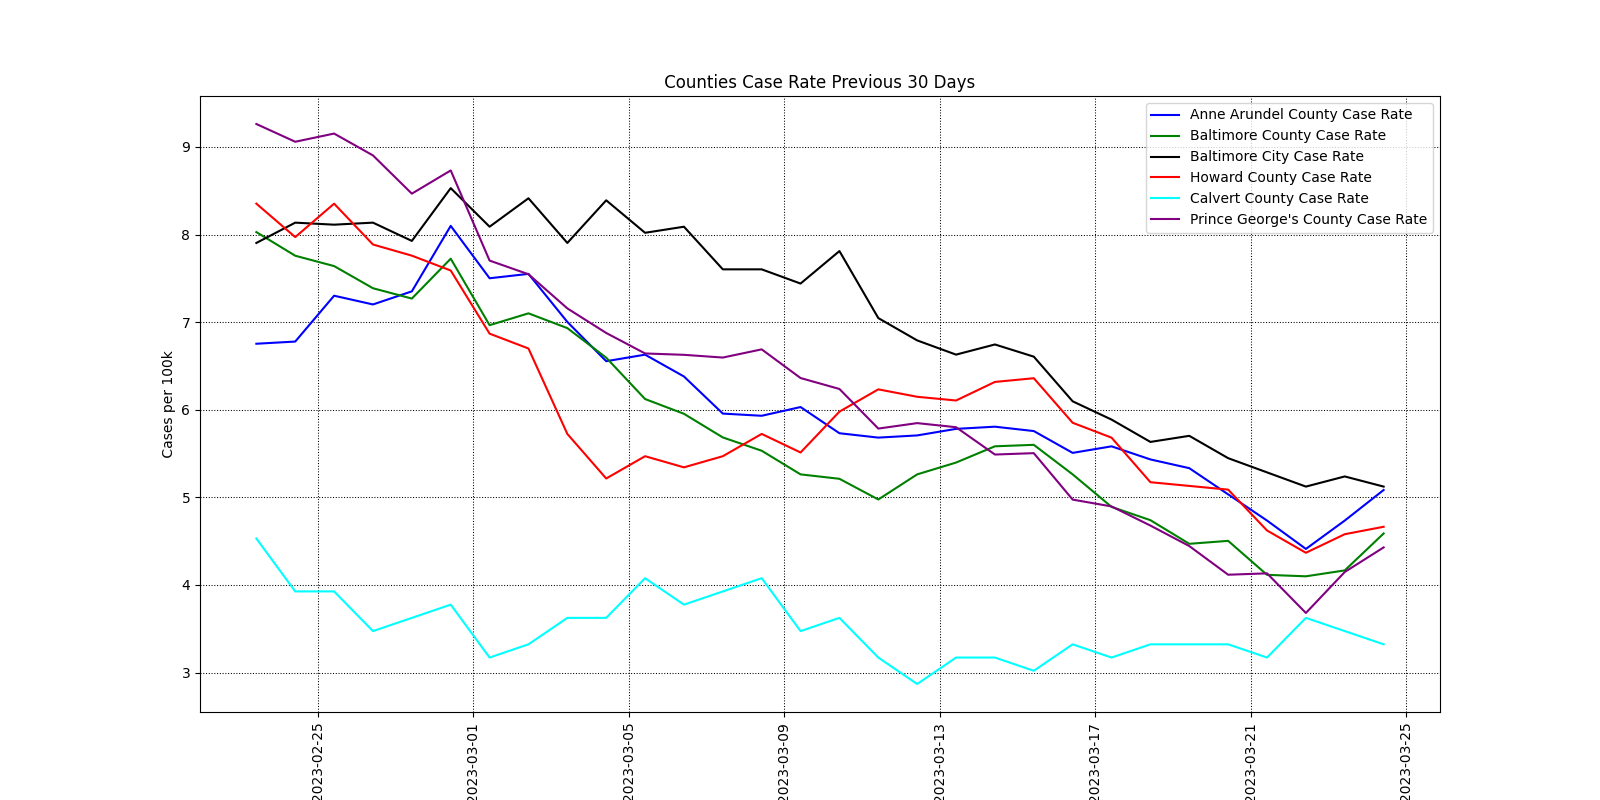 Counties Case Rate Previous 30 Days
Anne Arundel County Case Rate
Baltimore County Case Rate
Baltimore City Case Rate
Howard County Case Rate
Calvert County Case Rate
Prince George's County Case Rate
Cases per 100k
9
8
7
6
5
4
3
2023-02-25
2023-03-01
2023-03-05
2023-03-09
2023-03-13
2023-03-17
2023-03-21
2023-03-25